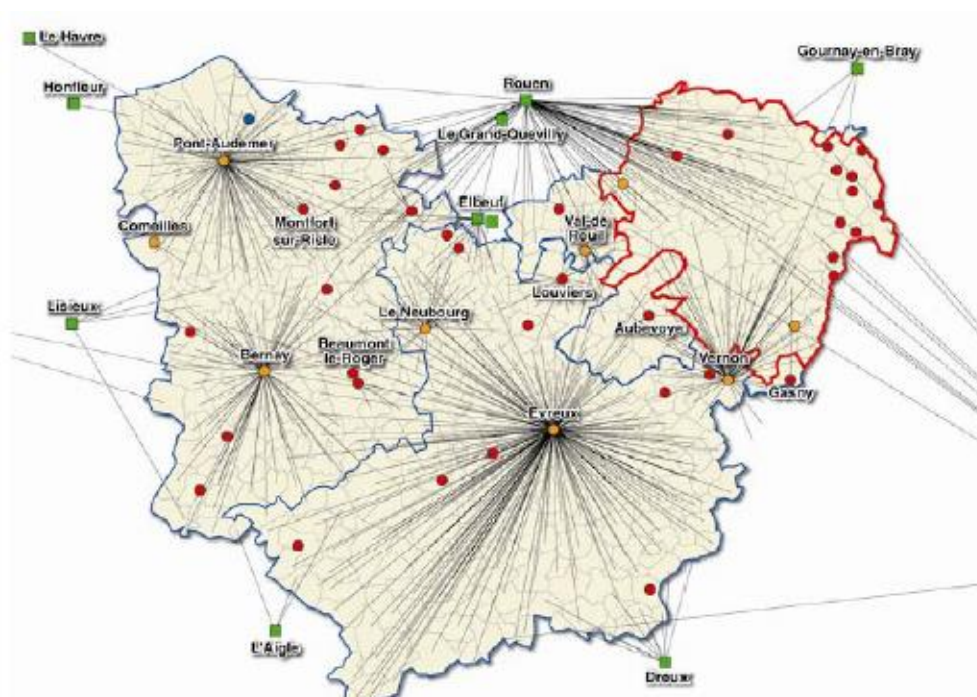 Le Havre
Gournay-en-Bray
Honfleur
Rouen
Le Grand-Quevilly
Pont-Audemer
Elbeuf
Montfort
sur-Risle
Cormeilles
Val-de
Reuil
Louviers
Lisieux
Le Neubourg
Aubevoye
Bernay
Beaumont
le-Roger
Vernon
Gasny
Evreux
L'Aigle
Dreux